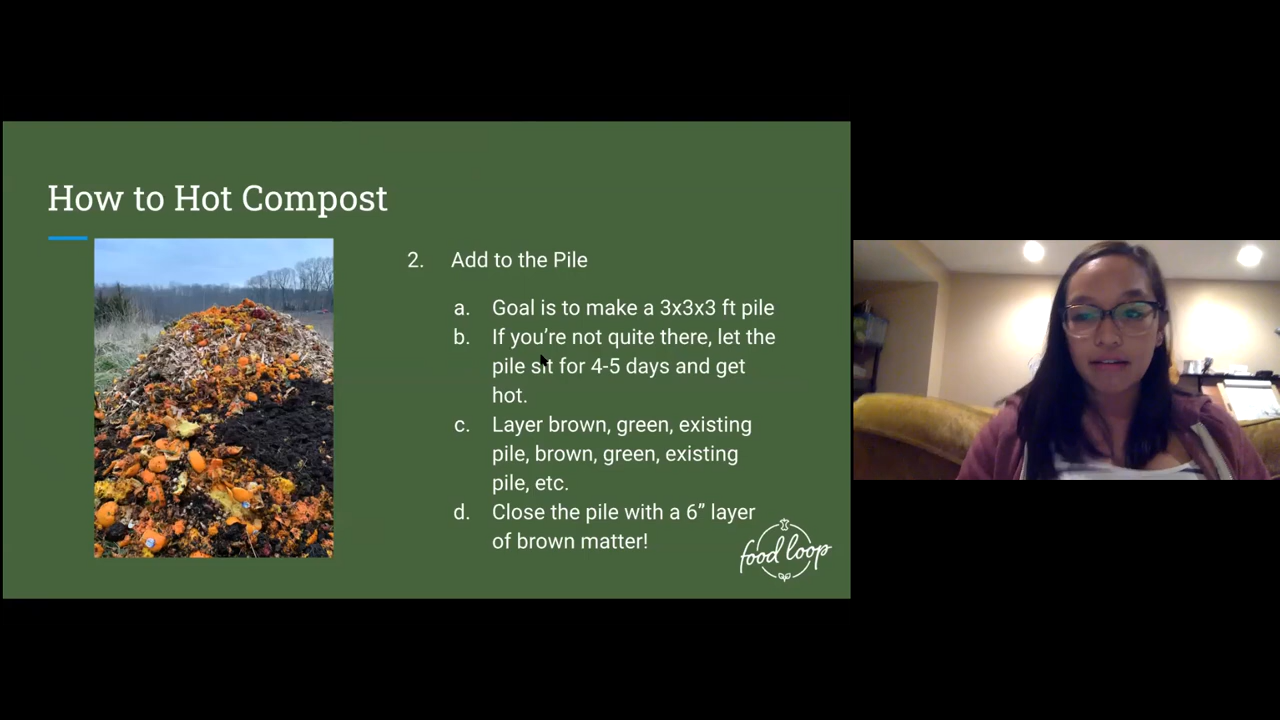 How to Hot Compost
2. Add to the Pile
a. Goal is to make a 3x3x3 ft pile
b. If you’re not quite there, let the
pile sit for 4-5 days and get
hot.
c. Layer brown, green, existing
pile, brown, green, existing
pile, etc.
d. Close the pile with a 6” layer
of brown matter!
food loop